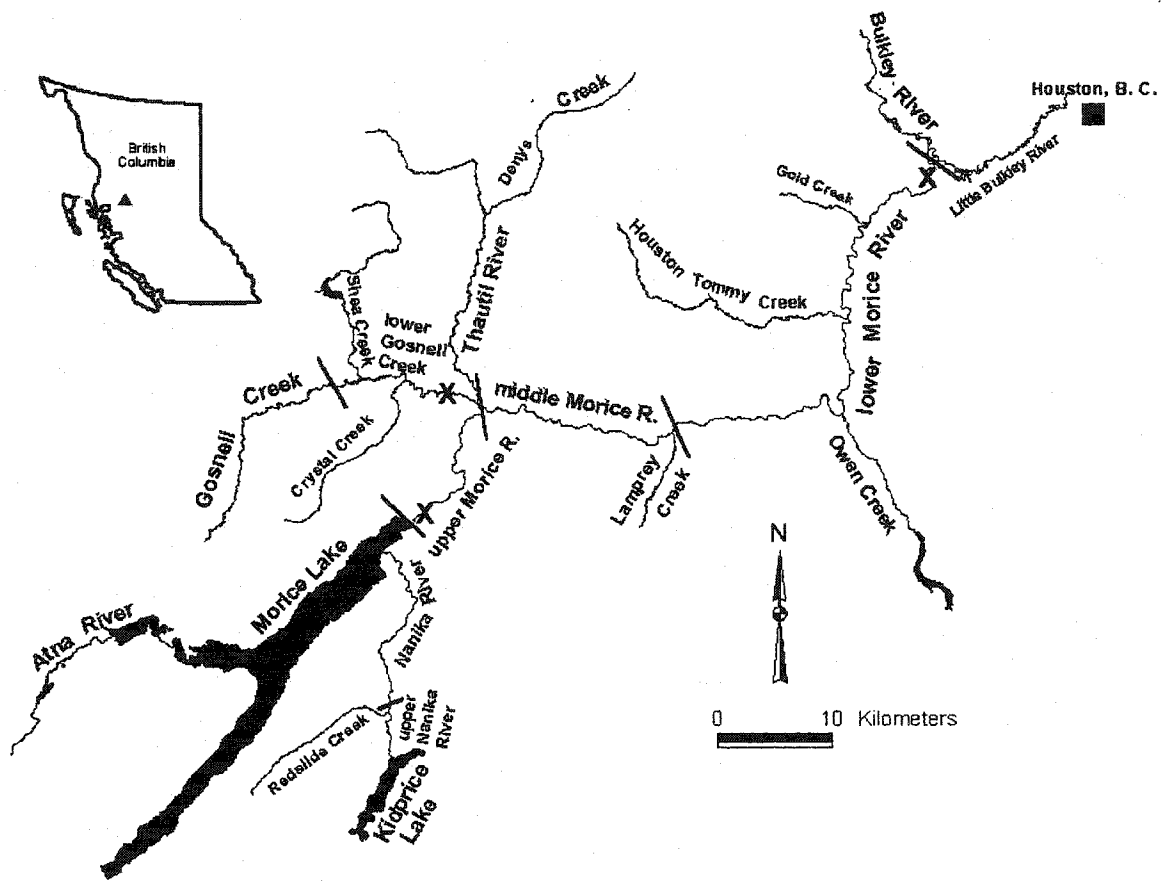 Bulkley River
Houston, B. C.
British
Columbia
Denys Creek
Gold Creek
Little Bulkley River
Houston Tommy Creek
lower Morice River
Thautil River
Shea Creek
lower
Gosnell
Creek
middle Morice R.
Gosnell Creek
Crystal Creek
upper Morice R.
Lamprey
Creek
Owen Creek
N
Morice Lake
Nanika River
Atna River
upper
Nanika
River
Redslide Creek
Kidprice
Lake
0 10 Kilometers
X
X
X